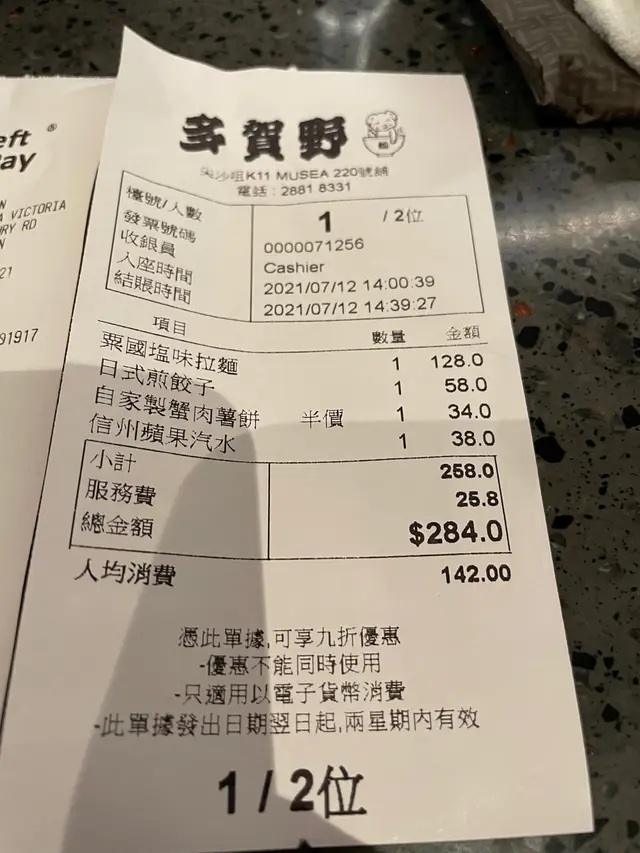 eft ®
ay
N
A VICTORIA
RY RD
N
21
91917
多賀野
尖沙咀K11 MUSEA 220號舖
電話 : 2881 8331
檯號/人數 1 / 2位
發票號碼 0000071256
收銀員 Cashier
入座時間 2021/07/12 14:00:39
結賬時間 2021/07/12 14:39:27
項目 數量 金額
粟國塩味拉麵 1 128.0
日式煎餃子 1 58.0
自家製蟹肉薯餅 半價 1 34.0
信州蘋果汽水 1 38.0
小計 258.0
服務費 25.8
總金額 $284.0
人均消費 142.00
憑此單據,可享九折優惠
-優惠不能同時使用
-只適用以電子貨幣消費
-此單據發出日期翌日起,兩星期內有效
1 / 2位